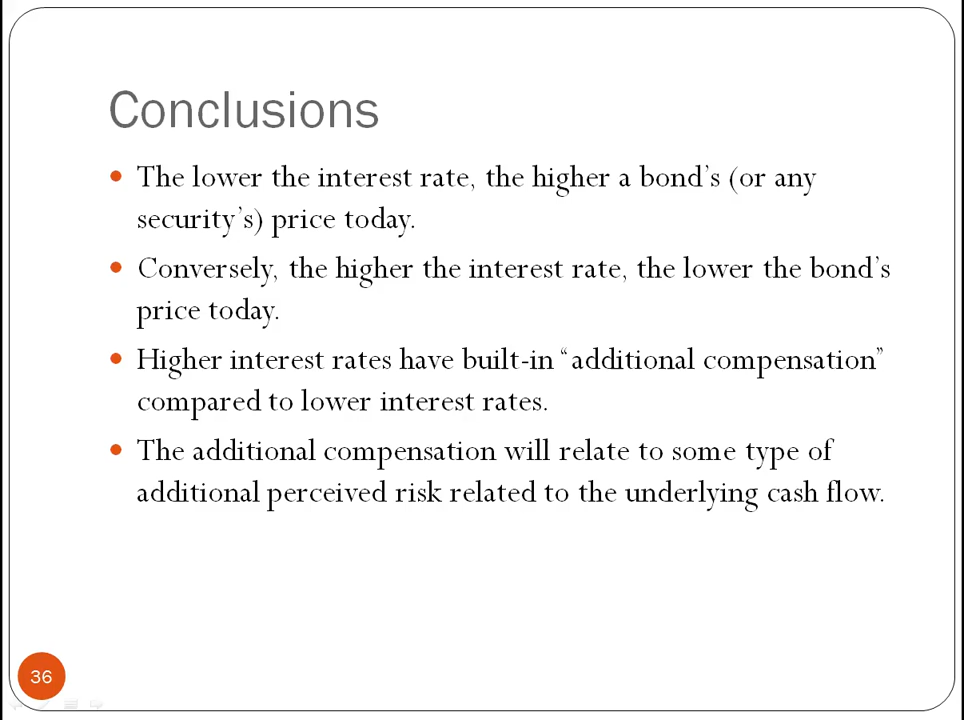 Conclusions
The lower the interest rate, the higher a bond’s (or any
security’s) price today.
Conversely, the higher the interest rate, the lower the bond’s
price today.
Higher interest rates have built-in “additional compensation”
compared to lower interest rates.
The additional compensation will relate to some type of
additional perceived risk related to the underlying cash flow.
36